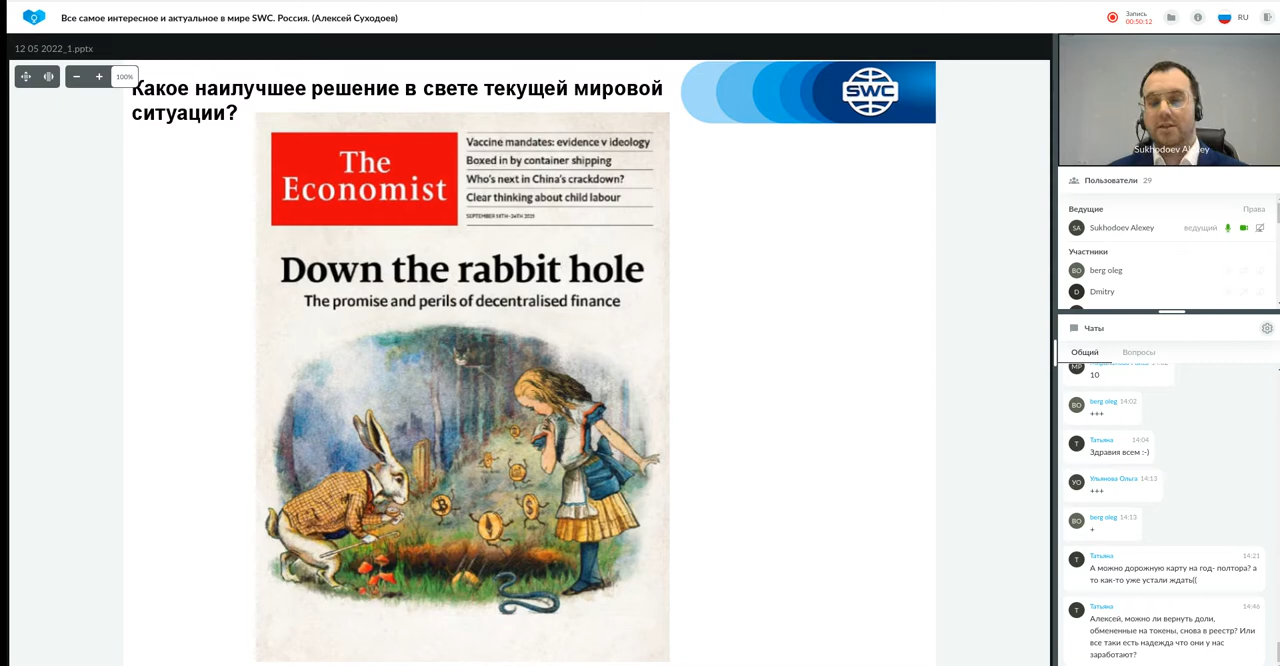 Все самое интересное и актуальное в мире SWC. Россия. (Алексей Суходоев)
Запись
00:50:12
RU
12 05 2022_1.pptx
100%
Какое наилучшее решение в свете текущей мировой
ситуации?
SWC
The
Economist
Vaccine mandates: evidence v ideology
Boxed in by container shipping
Who's next in China's crackdown?
Clear thinking about child labour
SEPTEMBER 18TH–24TH 2021
Down the rabbit hole
The promise and perils of decentralised finance
Sukhodoev Alexey
Пользователи 29
Ведущие
Права
SA
Sukhodoev Alexey
ведущий
Участники
BO
berg oleg
D
Dmitry
Чаты
Общий
Вопросы
МР
10
BO
berg oleg 14:02
+++
Т
Татьяна 14:04
Здравия всем :-)
УО
Ульянова Ольга 14:13
+++
BO
berg oleg 14:13
+
Т
Татьяна 14:21
А можно дорожную карту на год- полтора? а
то как-то уже устали ждать((
Т
Татьяна 14:46
Алексей, можно ли вернуть доли,
обмененные на токены, снова в реестр? Или
все таки есть надежда что они у нас
заработают?